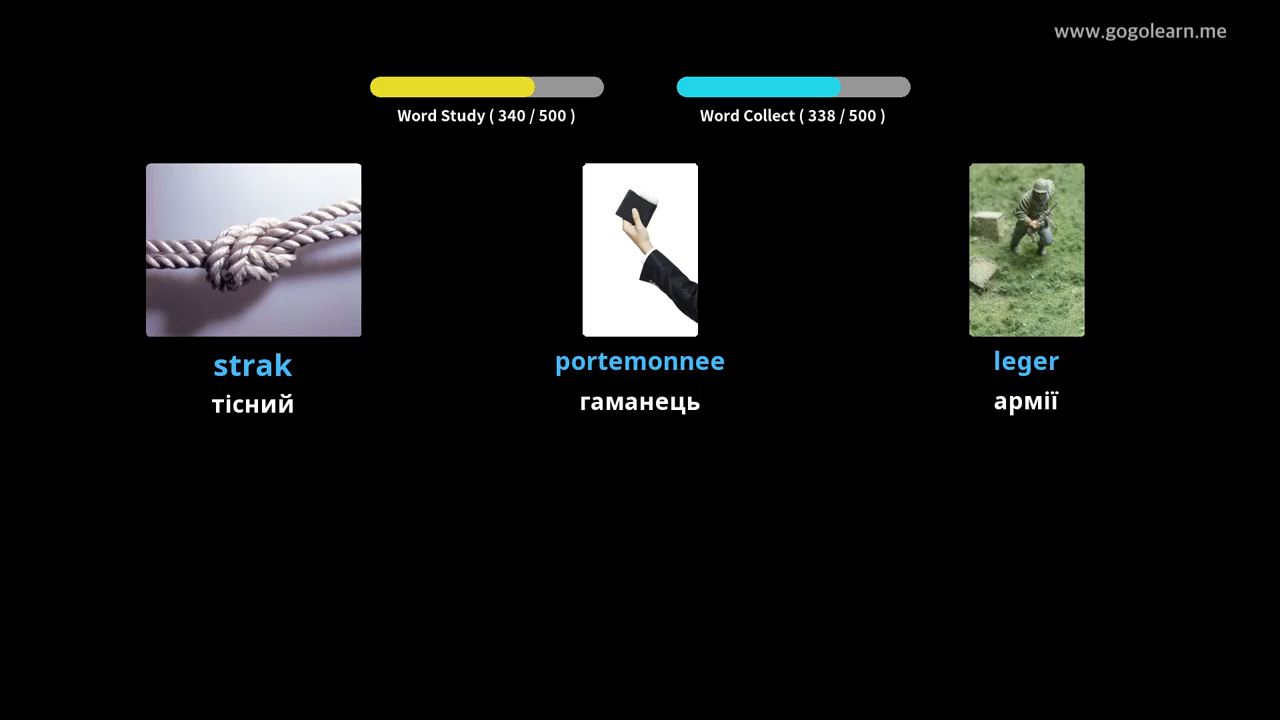 www.gogolearn.me
Word Study ( 340 / 500 )
Word Collect ( 338 / 500 )
strak
тісний
portemonnee
гаманець
leger
армії